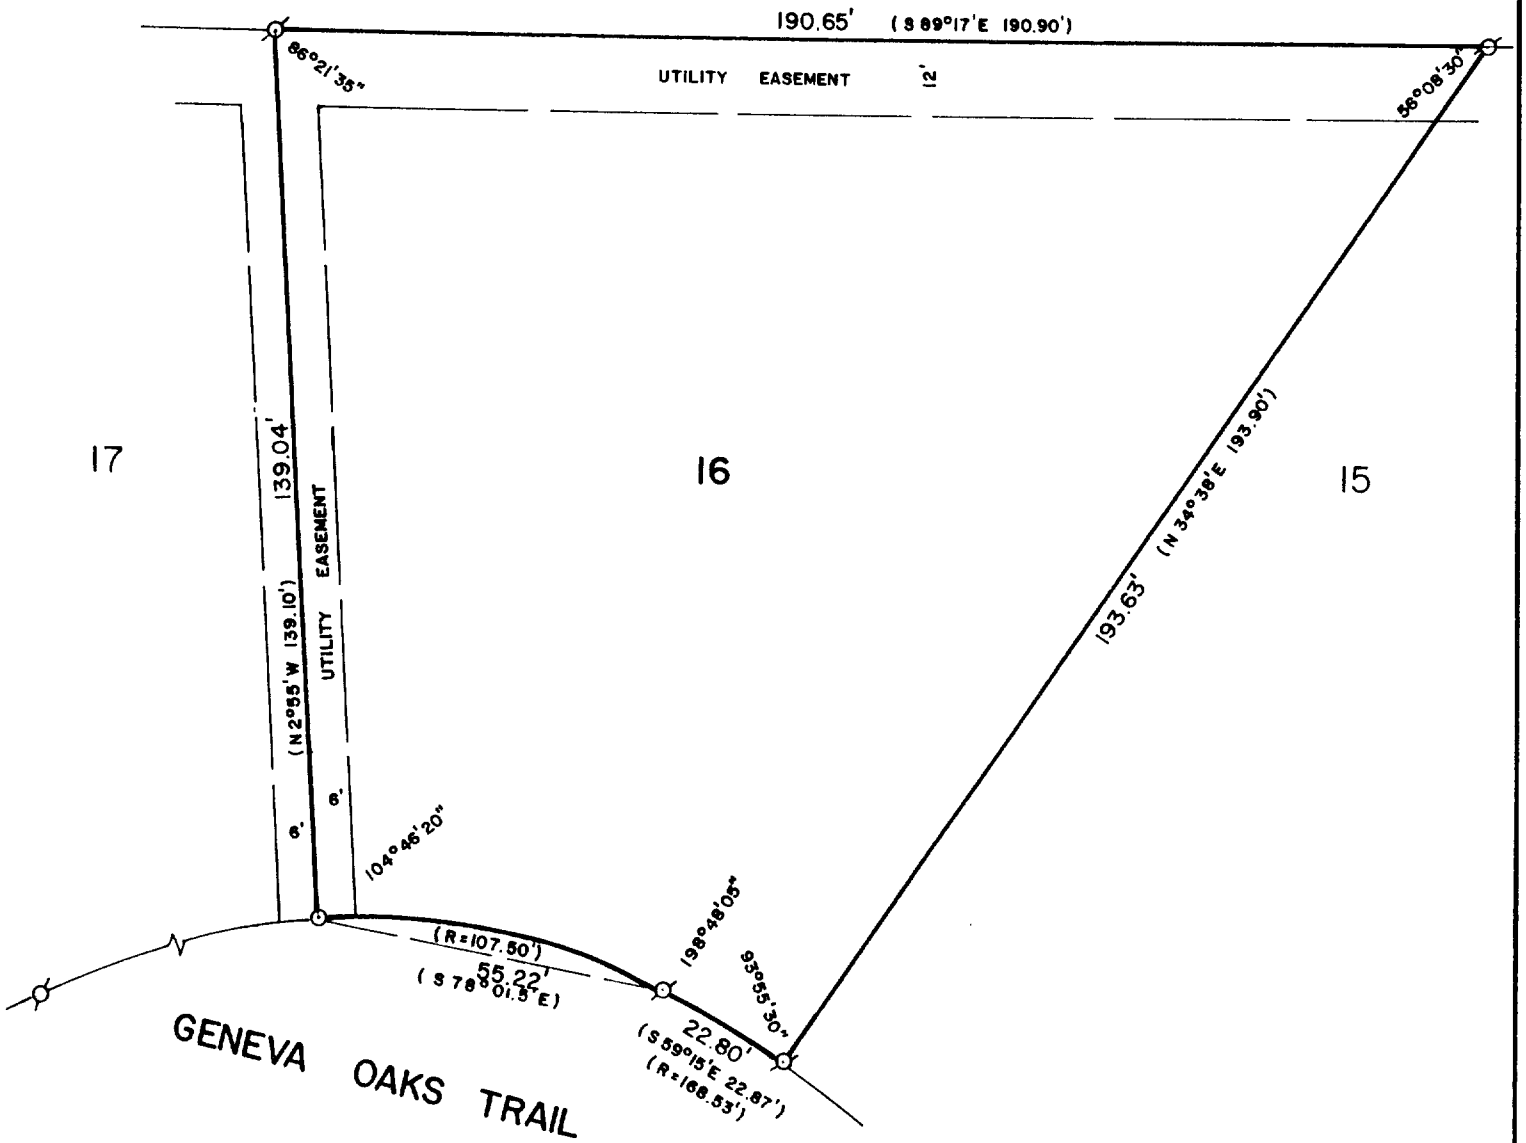 190.65' (S 89°17'E 190.90')
86°21'35"
UTILITY EASEMENT 12'
56°08'30"
139.04'
(N 2°55'W 139.10')
UTILITY EASEMENT
17
16
15
193.63' (N 34°38'E 193.90')
6'
6'
104°46'20"
(R=107.50')
55.22'
(S 78°01.5'E)
198°48'05"
93°55'30"
22.80'
(S 59°15'E 22.87')
(R=168.53')
GENEVA OAKS TRAIL